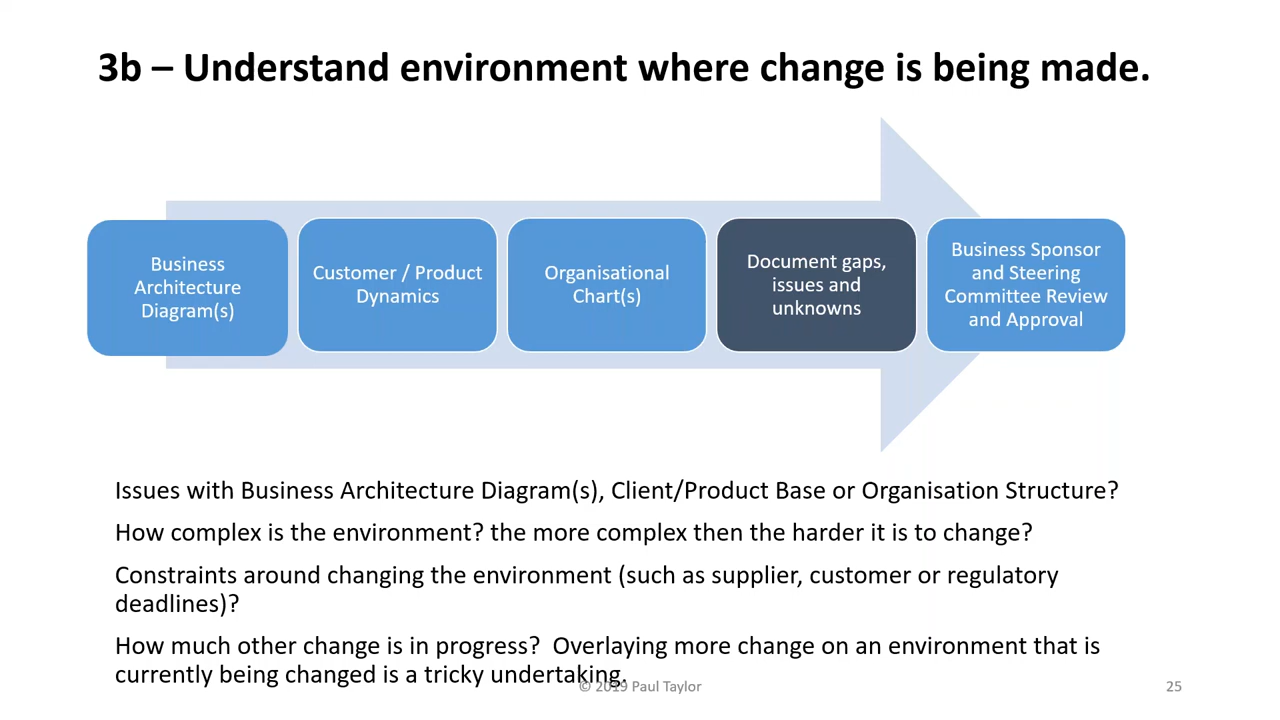 3b – Understand environment where change is being made.
Business
Architecture
Diagram(s)
Customer / Product
Dynamics
Organisational
Chart(s)
Document gaps,
issues and
unknowns
Business Sponsor
and Steering
Committee Review
and Approval
Issues with Business Architecture Diagram(s), Client/Product Base or Organisation Structure?
How complex is the environment? the more complex then the harder it is to change?
Constraints around changing the environment (such as supplier, customer or regulatory
deadlines)?
How much other change is in progress?  Overlaying more change on an environment that is
currently being changed is a tricky undertaking.
© 2019 Paul Taylor
25